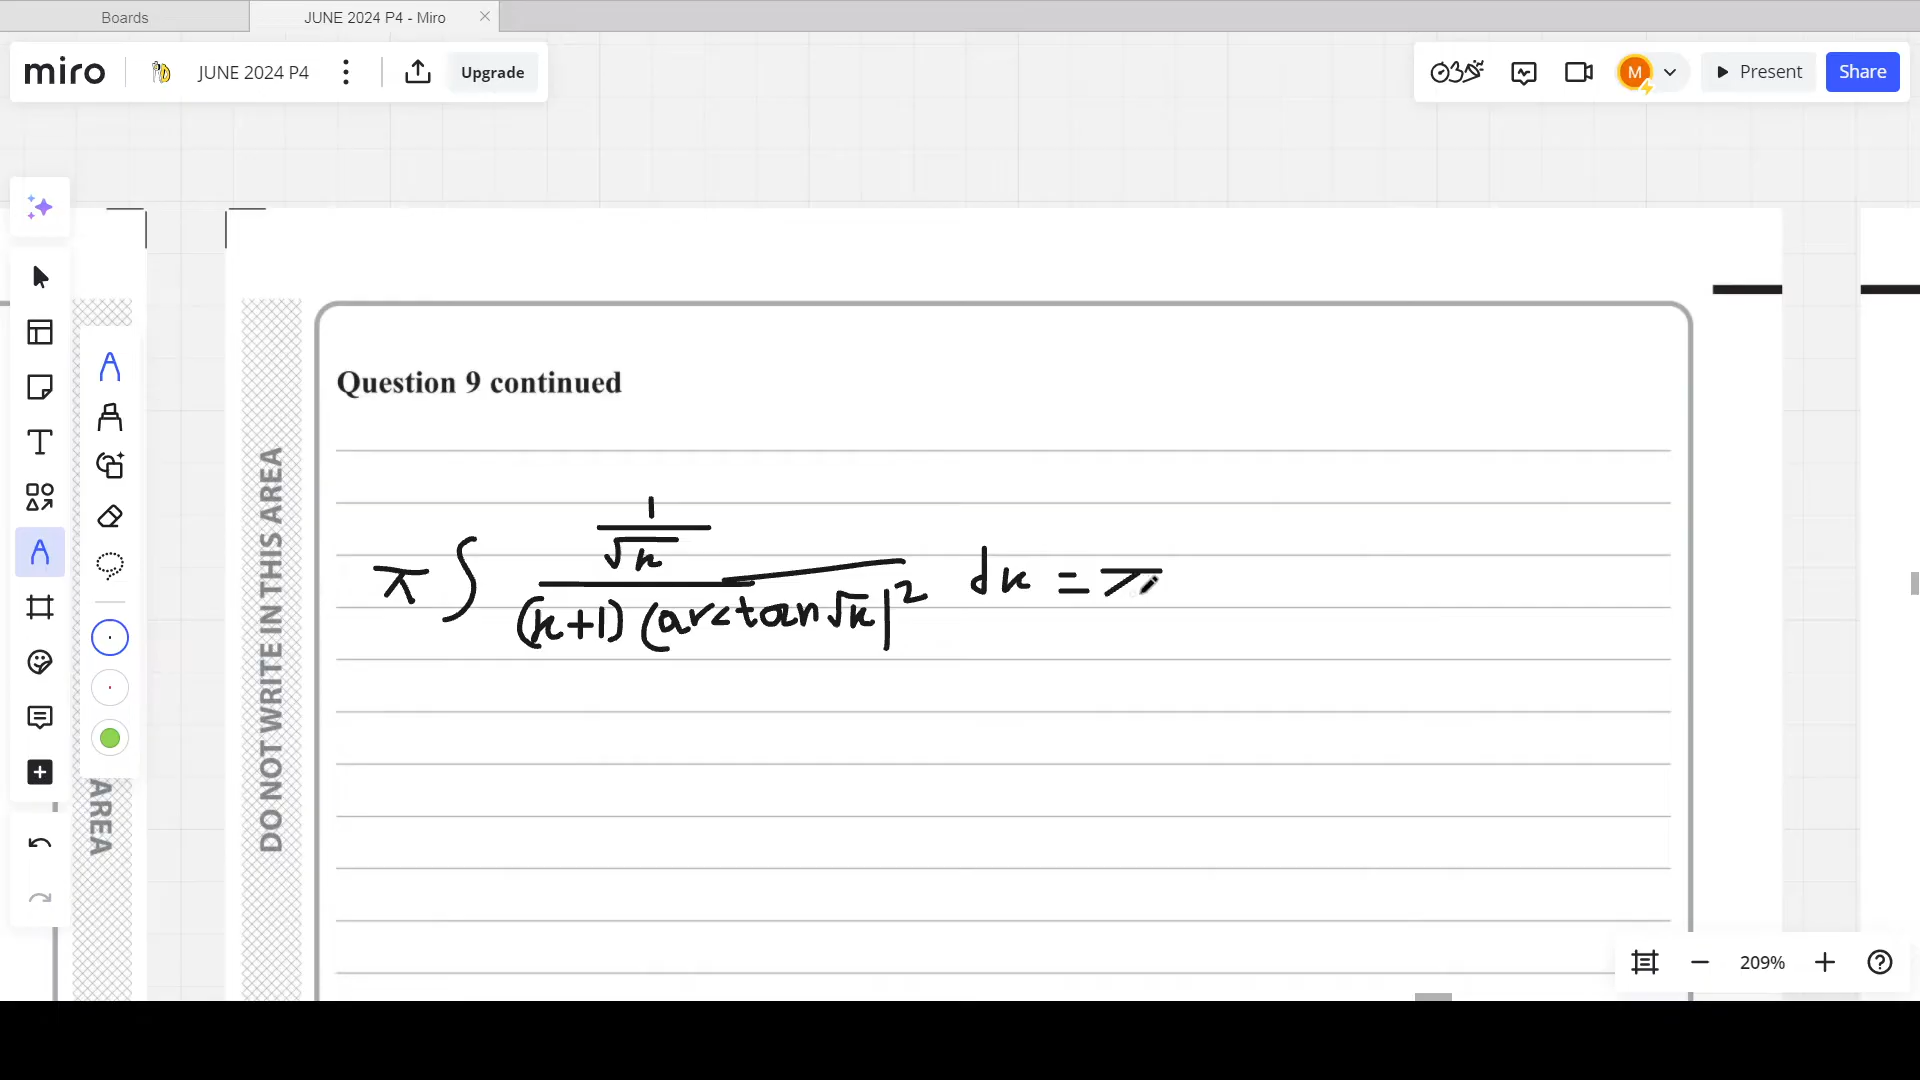 Boards
JUNE 2024 P4 - Miro
miro
JUNE 2024 P4
Upgrade
M
Present
Share
DO NOT WRITE IN THIS AREA
AREA
Question 9 continued
π ∫ (1/√x) / ((x+1) (arctan √x)²) dx = π
209%